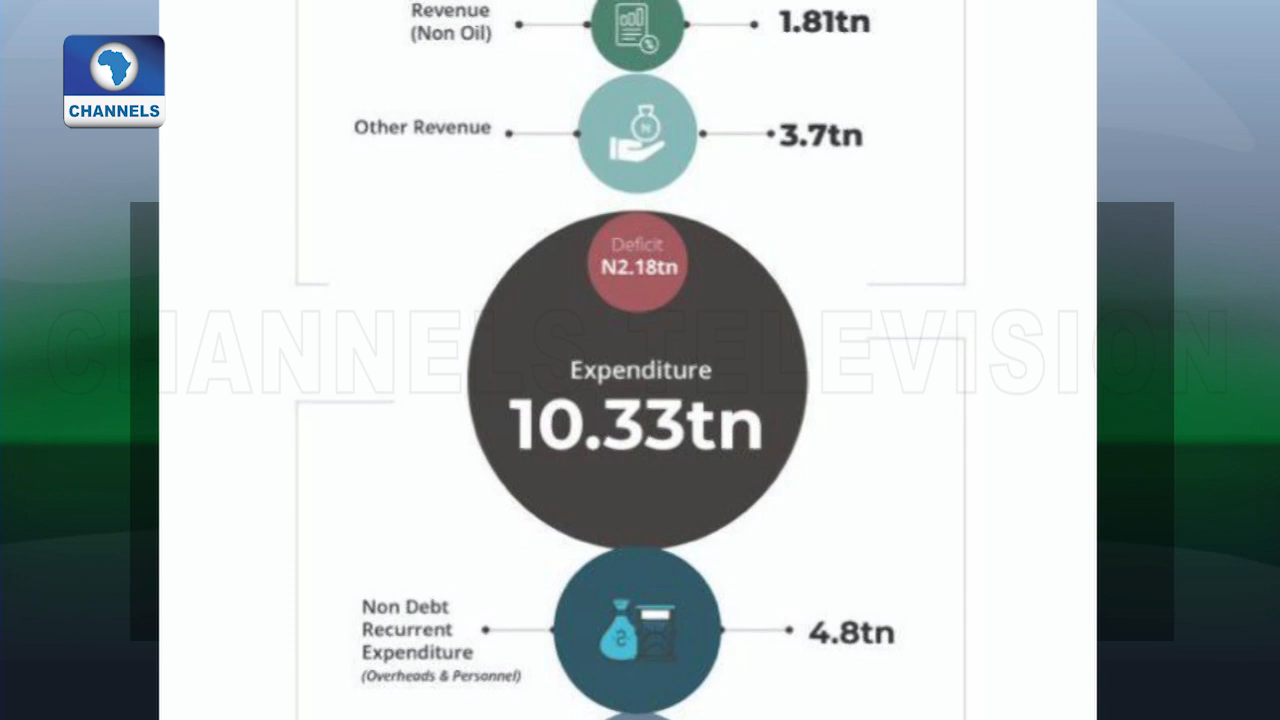 Revenue
(Non Oil)
1.81tn
CHANNELS
Other Revenue
3.7tn
Deficit
N2.18tn
CHANNELS TELEVISION
Expenditure
10.33tn
Non Debt
Recurrent
Expenditure
(Overheads & Personnel)
4.8tn